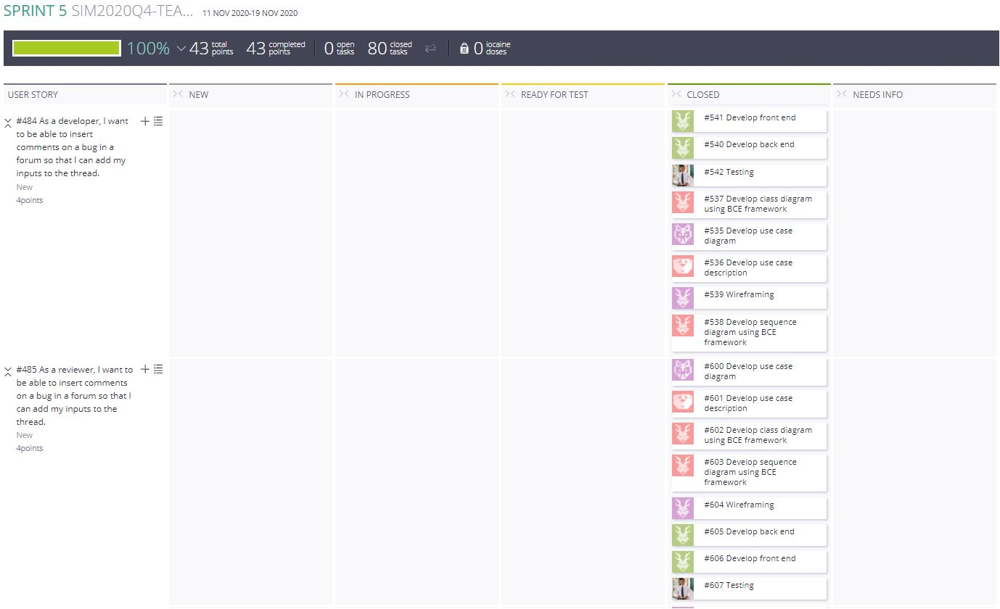 SPRINT 5 SIM2020Q4-TEA... 11 NOV 2020-19 NOV 2020
100% 43 total points 43 completed points 0 open tasks 80 closed tasks 0 iocaine doses
USER STORY NEW IN PROGRESS READY FOR TEST CLOSED NEEDS INFO
#484 As a developer, I want
to be able to insert
comments on a bug in a
forum so that I can add my
inputs to the thread.
New
4points
#541 Develop front end
#540 Develop back end
#542 Testing
#537 Develop class diagram
using BCE framework
#535 Develop use case
diagram
#536 Develop use case
description
#539 Wireframing
#538 Develop sequence
diagram using BCE
framework
#485 As a reviewer, I want to
be able to insert comments
on a bug in a forum so that I
can add my inputs to the
thread.
New
4points
#600 Develop use case
diagram
#601 Develop use case
description
#602 Develop class diagram
using BCE framework
#603 Develop sequence
diagram using BCE
framework
#604 Wireframing
#605 Develop back end
#606 Develop front end
#607 Testing